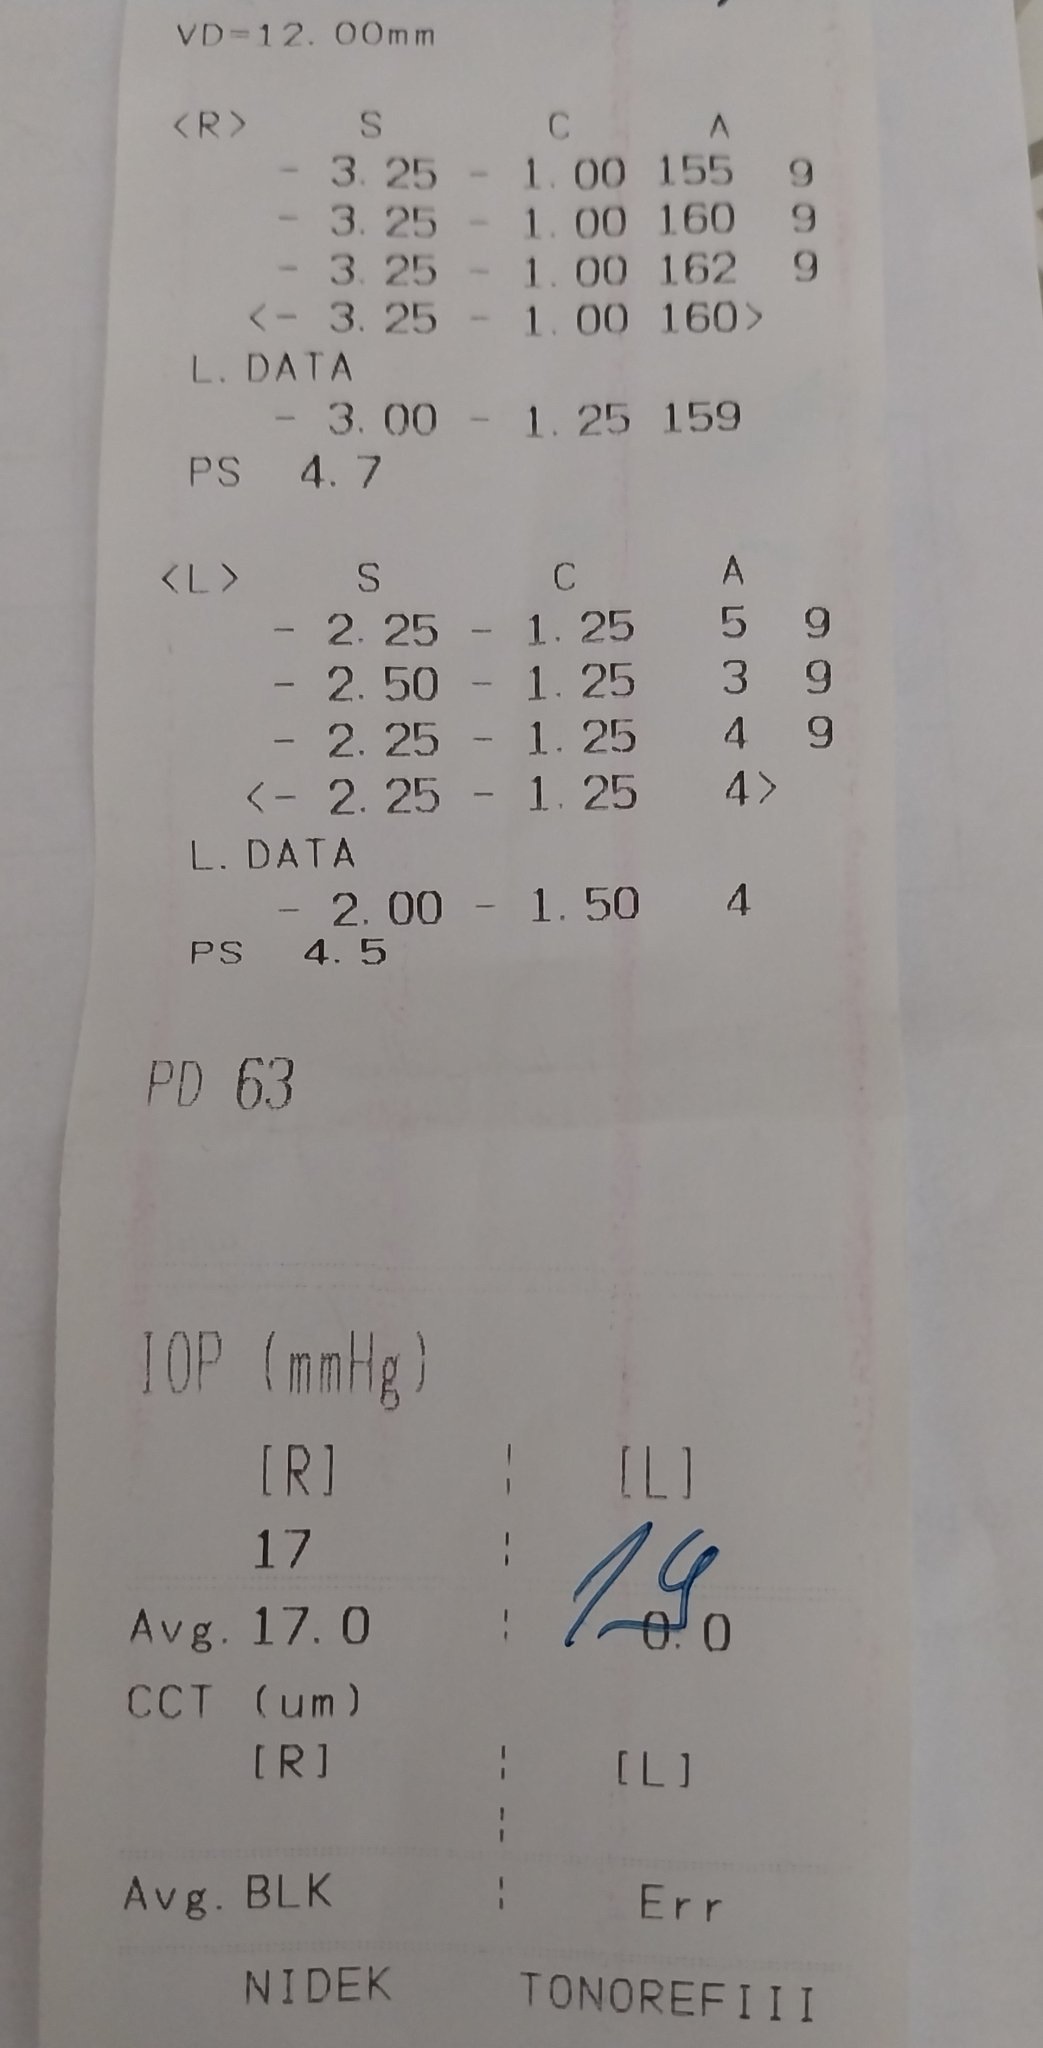 VD=12.00mm
<R> S C A
- 3.25 - 1.00 155 9
- 3.25 - 1.00 160 9
- 3.25 - 1.00 162 9
<- 3.25 - 1.00 160>
L.DATA
- 3.00 - 1.25 159
PS 4.7
<L> S C A
- 2.25 - 1.25 5 9
- 2.50 - 1.25 3 9
- 2.25 - 1.25 4 9
<- 2.25 - 1.25 4>
L.DATA
- 2.00 - 1.50 4
PS 4.5
PD 63
IOP (mmHg)
[R] ¦ [L]
17 ¦ 19
Avg. 17.0 ¦ 0.0
CCT (um)
[R] ¦ [L]
¦
Avg. BLK ¦ Err
NIDEK TONOREFIII